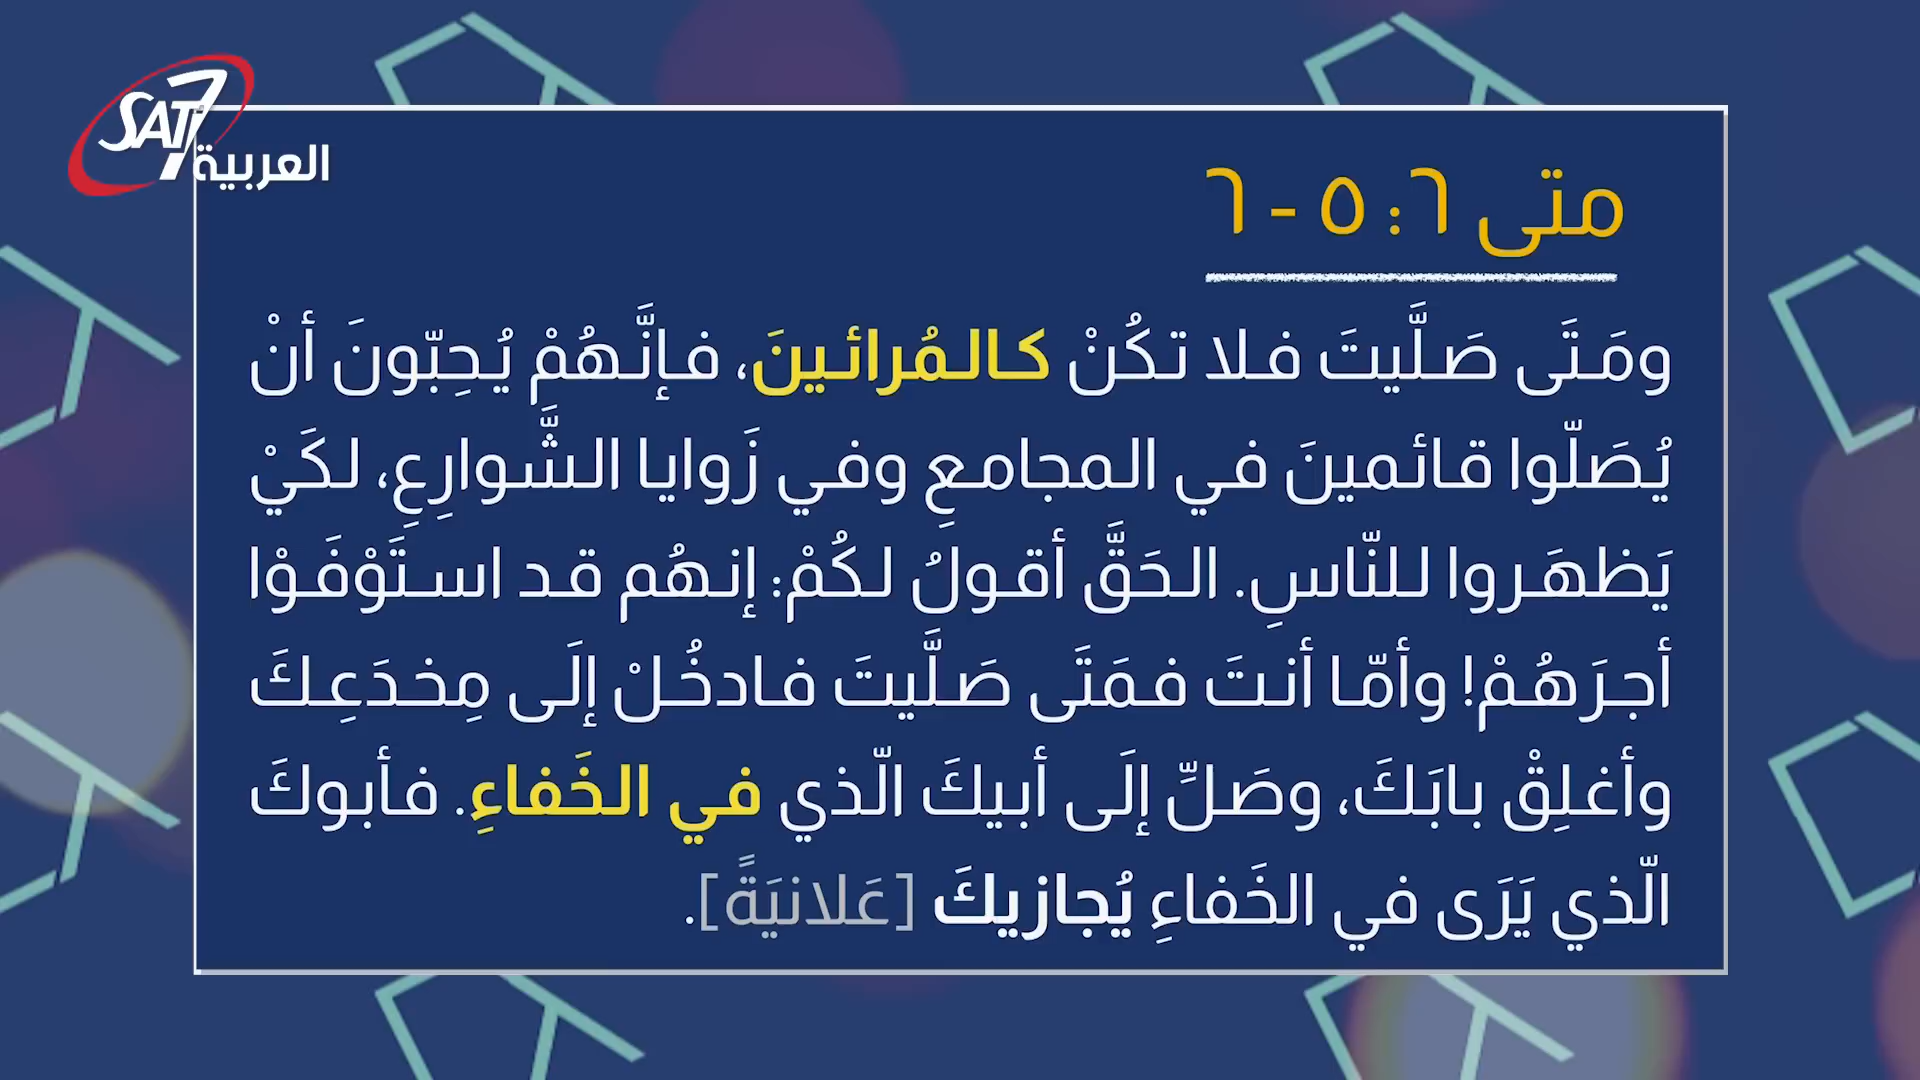 SAT7
العربية
متى ٦: ٥ - ٦
ومَتَى صَلَّيتَ فلا تكُنْ كالمُرائينَ، فإنَّهُمْ يُحِبّونَ أنْ
يُصَلّوا قائمينَ في المجامعِ وفي زَوايا الشَّوارِعِ، لكَيْ
يَظهَروا للنّاسِ. الحَقَّ أقولُ لكُمْ: إنهُم قد استَوْفَوْا
أجرَهُمْ! وأمّا أنتَ فمَتَى صَلَّيتَ فادخُلْ إلَى مِخدَعِكَ
وأغلِقْ بابَكَ، وصَلِّ إلَى أبيكَ الّذي في الخَفاءِ. فأبوكَ
الّذي يَرَى في الخَفاءِ يُجازيكَ [عَلانيَةً].